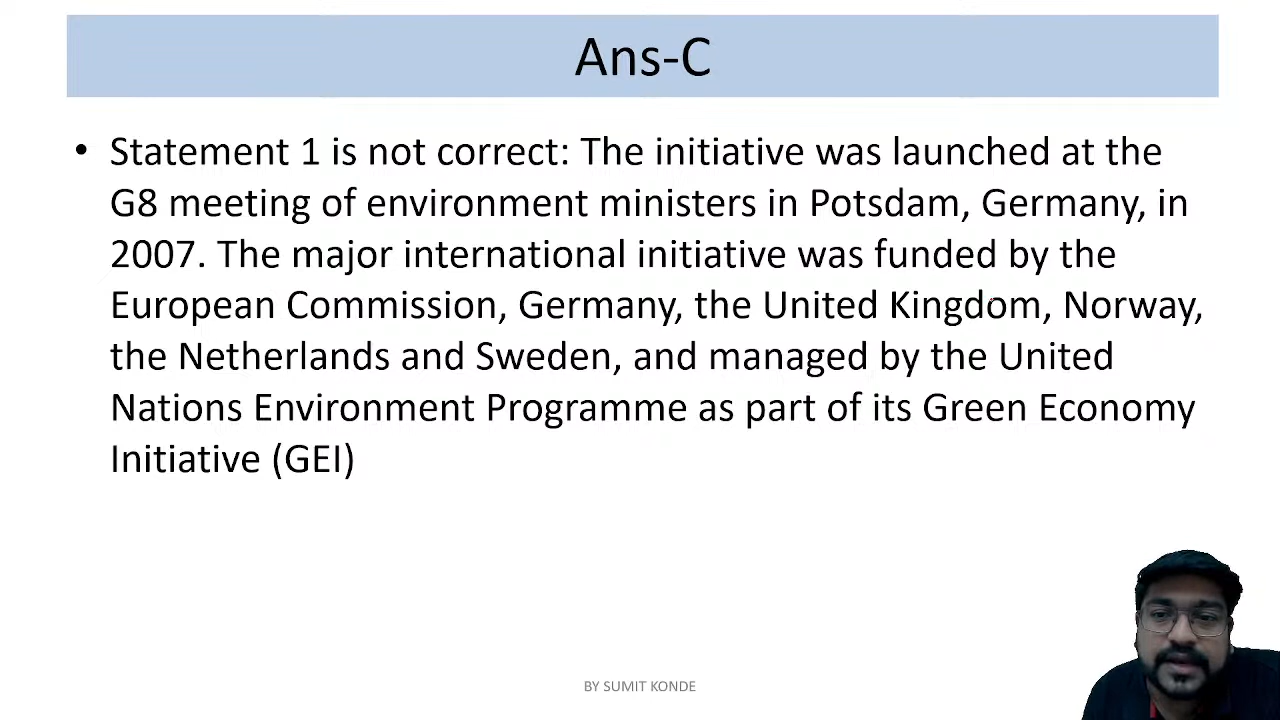 Ans-C
• Statement 1 is not correct: The initiative was launched at the
G8 meeting of environment ministers in Potsdam, Germany, in
2007. The major international initiative was funded by the
European Commission, Germany, the United Kingdom, Norway,
the Netherlands and Sweden, and managed by the United
Nations Environment Programme as part of its Green Economy
Initiative (GEI)
BY SUMIT KONDE